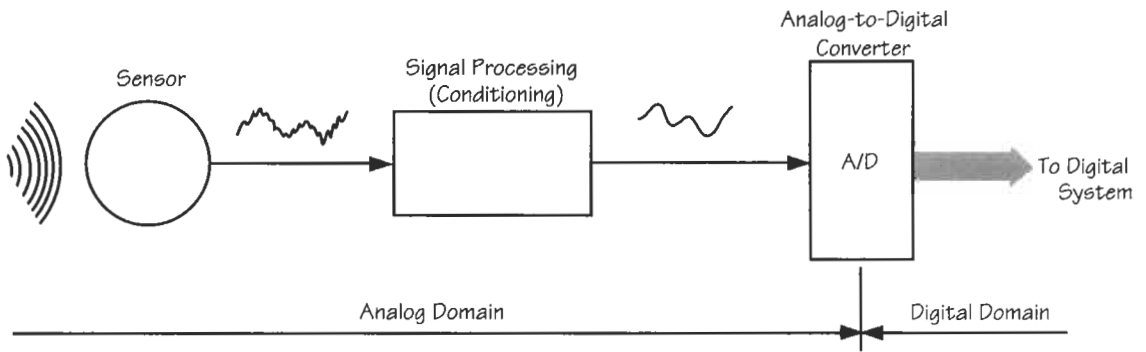 Analog-to-Digital
Converter
Sensor
Signal Processing
(Conditioning)
A/D
To Digital
System
Analog Domain
Digital Domain